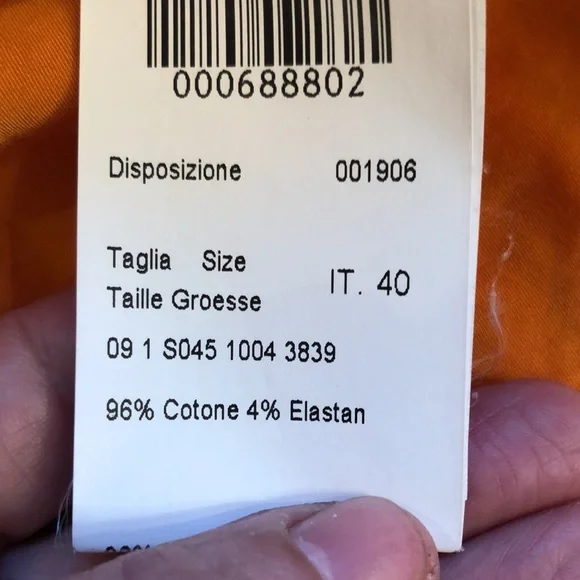 000688802
Disposizione 001906
Taglia Size
Taille Groesse
IT. 40
09 1 S045 1004 3839
96% Cotone 4% Elastan